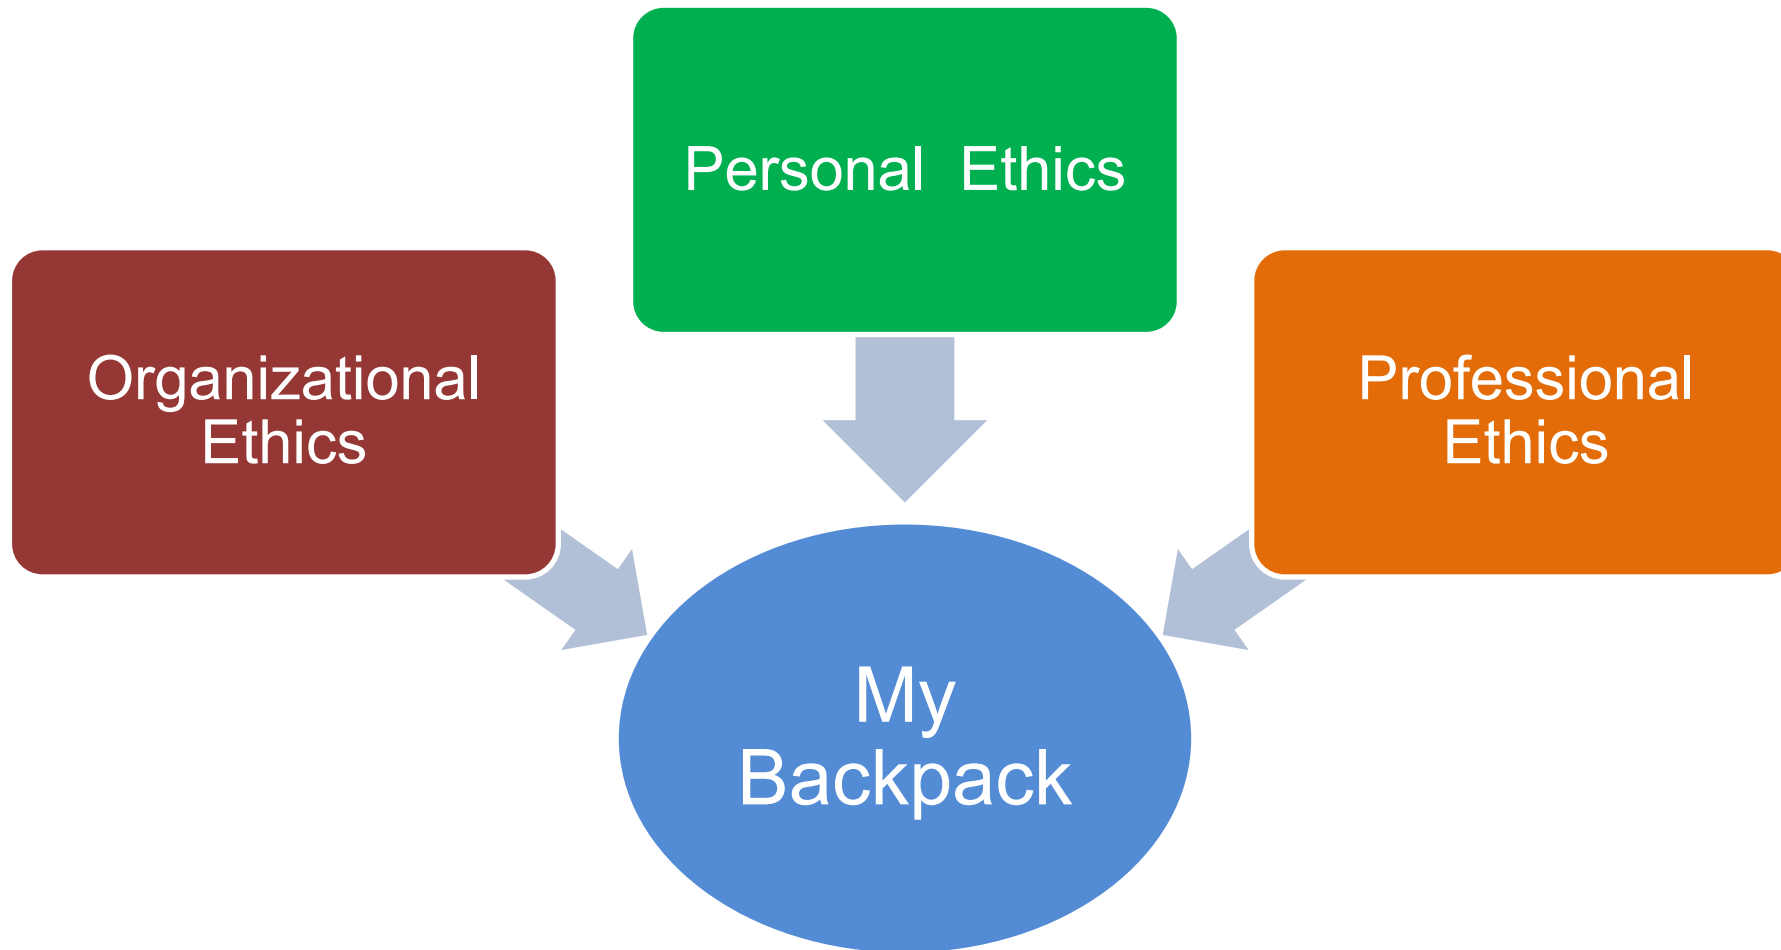 Personal  Ethics
Organizational
Ethics
Professional
Ethics
My
Backpack